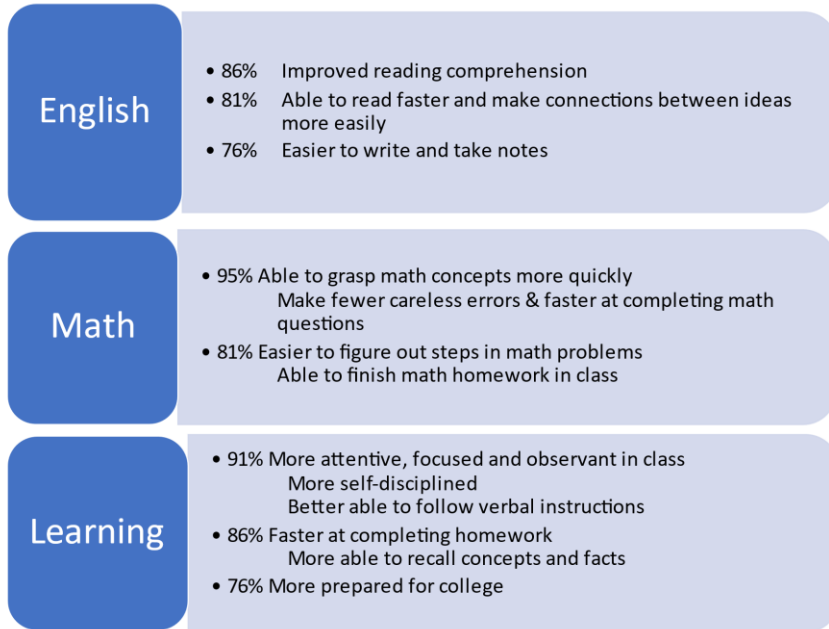 English
• 86% Improved reading comprehension
• 81% Able to read faster and make connections between ideas
more easily
• 76% Easier to write and take notes
Math
• 95% Able to grasp math concepts more quickly
Make fewer careless errors & faster at completing math
questions
• 81% Easier to figure out steps in math problems
Able to finish math homework in class
Learning
• 91% More attentive, focused and observant in class
More self-disciplined
Better able to follow verbal instructions
• 86% Faster at completing homework
More able to recall concepts and facts
• 76% More prepared for college